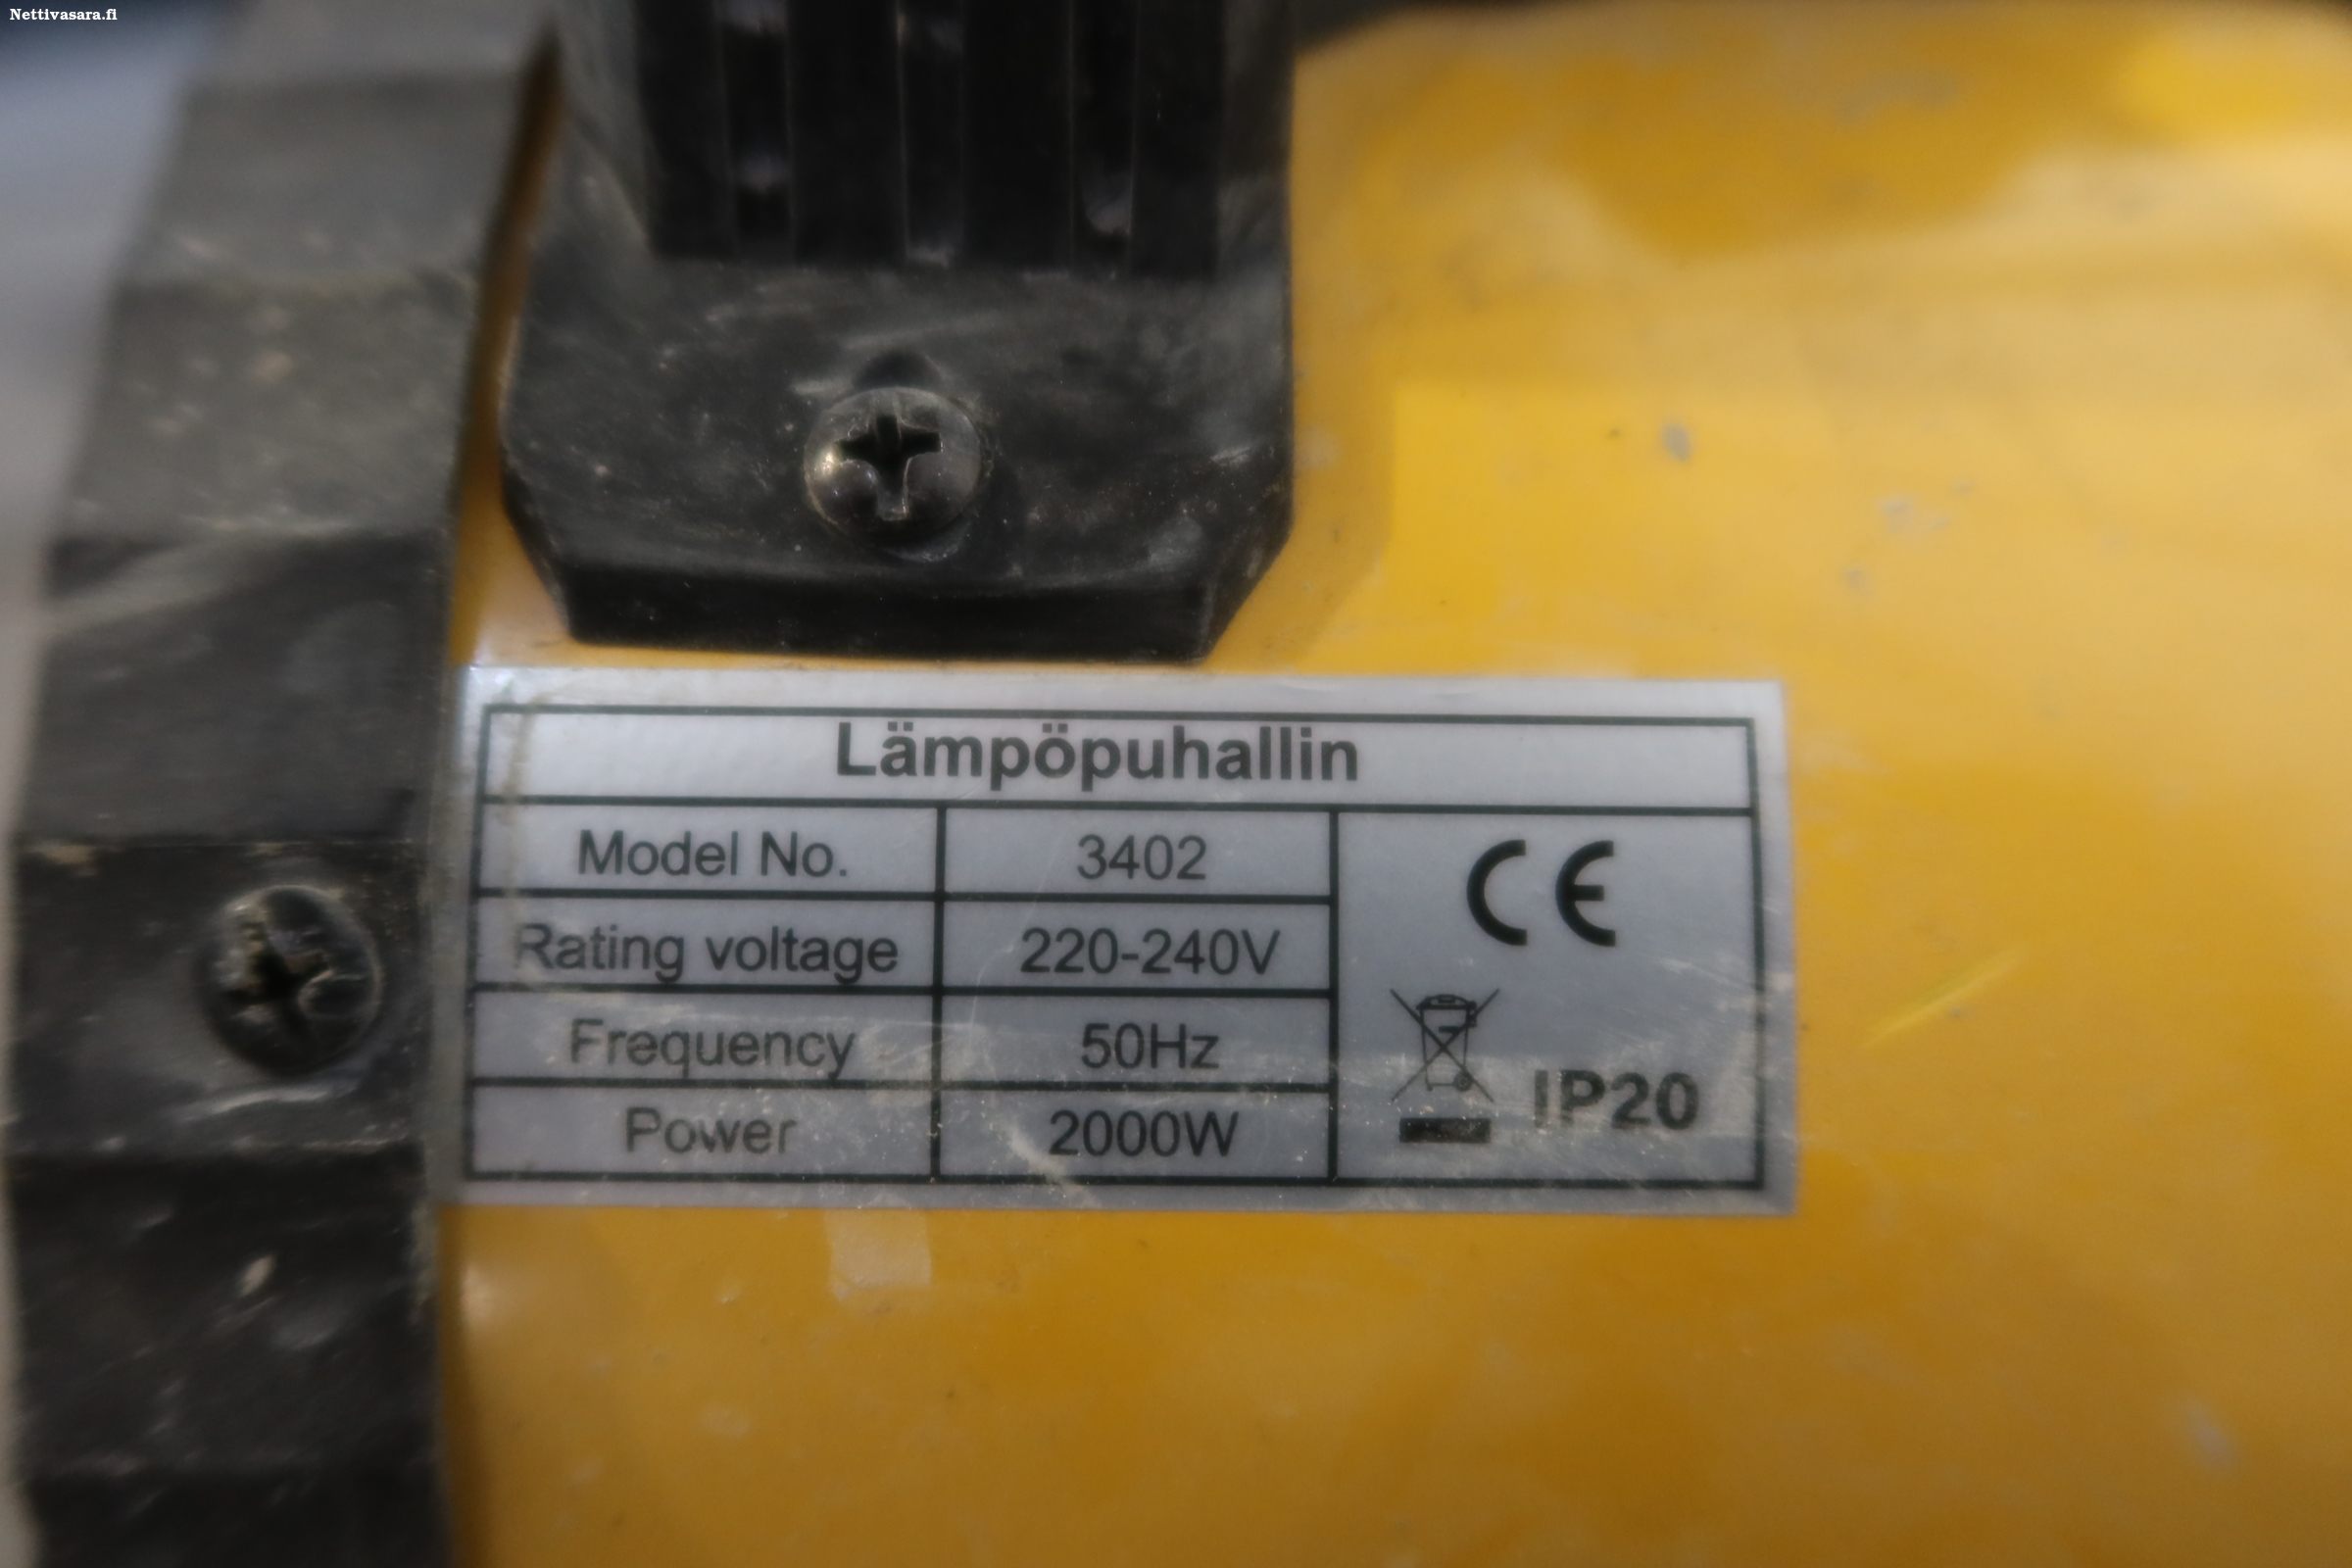 Nettivasara.fi
Lämpöpuhallin
Model No. 3402
Rating voltage 220-240V
Frequency 50Hz
Power 2000W
CE
IP20